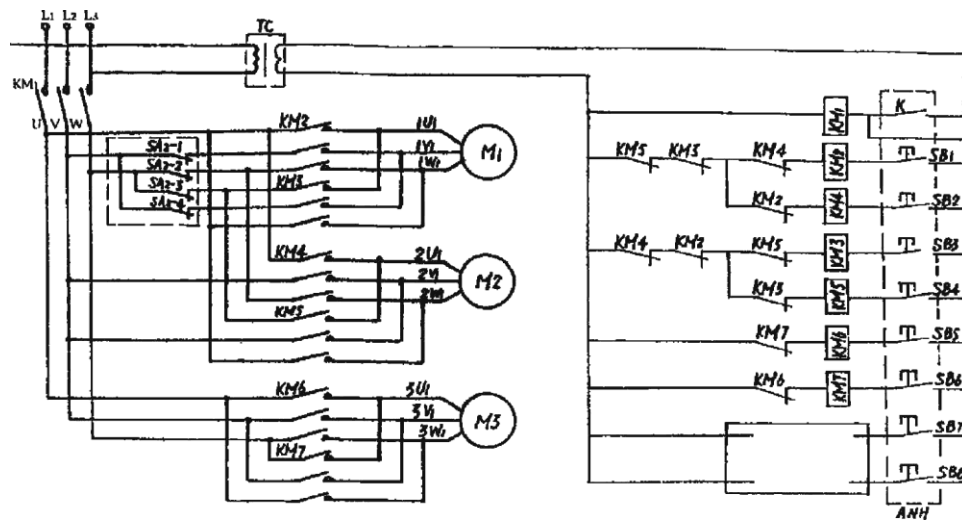 L1 L2 L3
TC
KM
U V W
KM2
1U1
1V1
1W1
M1
SA2-1
SA2-2
SA2-3
SA2-4
KM3
KM4
2U1
2V1
2W1
M2
KM5
KM6
3U1
3V1
3W1
M3
KM7
KM1
K
KM5 KM3 KM4 KM2 SB1
KM2 KM4 SB2
KM4 KM2 KM5 KM3 SB3
KM3 KM5 SB4
KM7 KM6 SB5
KM6 KM7 SB6
SB7
SB8
ANH